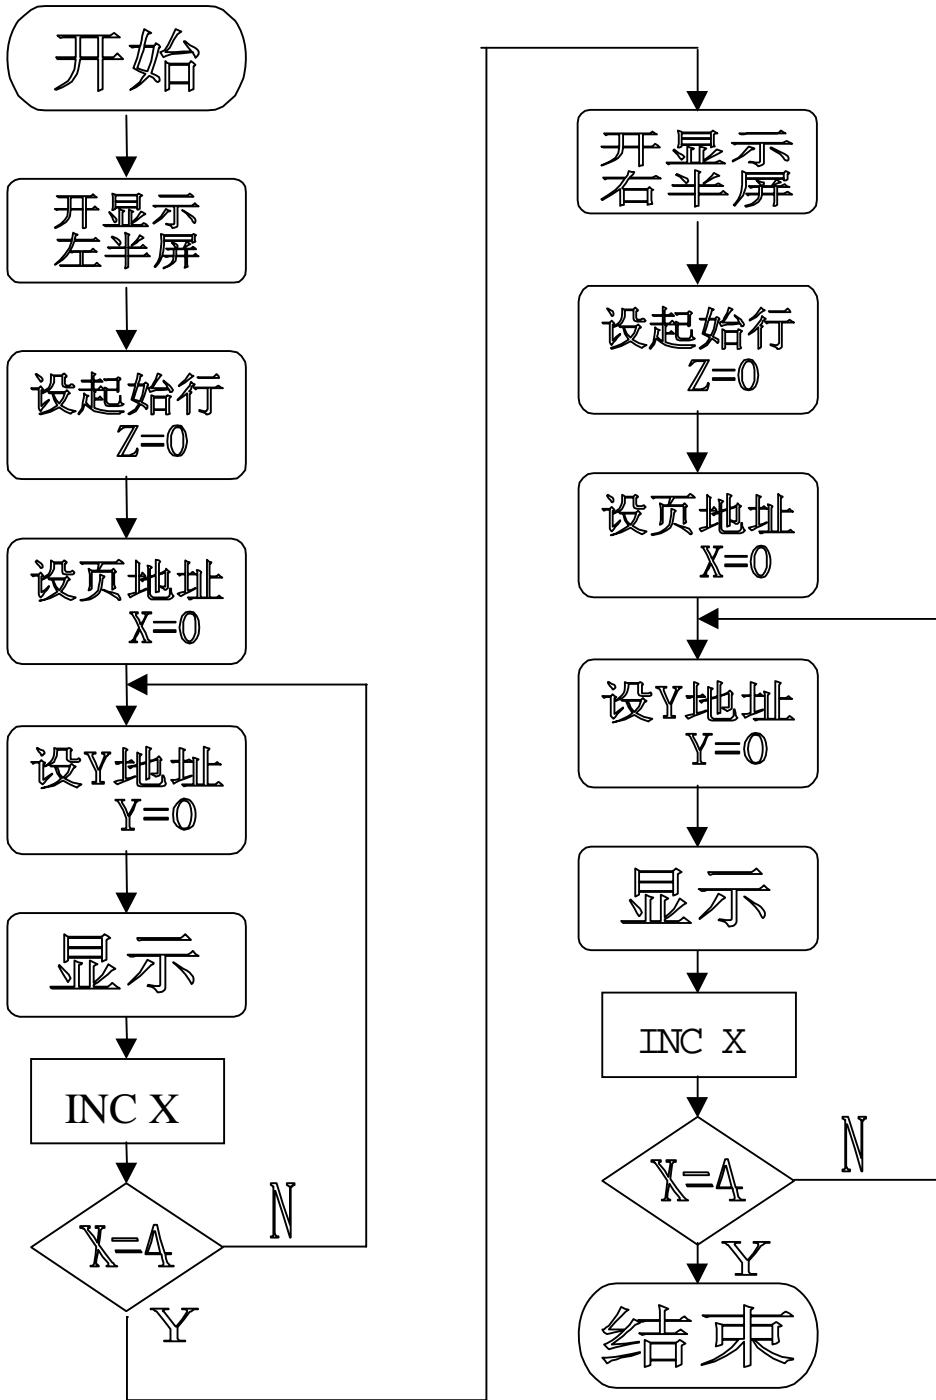 开始
开显示
左半屏
设起始行
Z=0
设页地址
X=0
设Y地址
Y=0
显示
INC X
X=4
N
Y
开显示
右半屏
设起始行
Z=0
设页地址
X=0
设Y地址
Y=0
显示
INC X
X=4
N
Y
结束